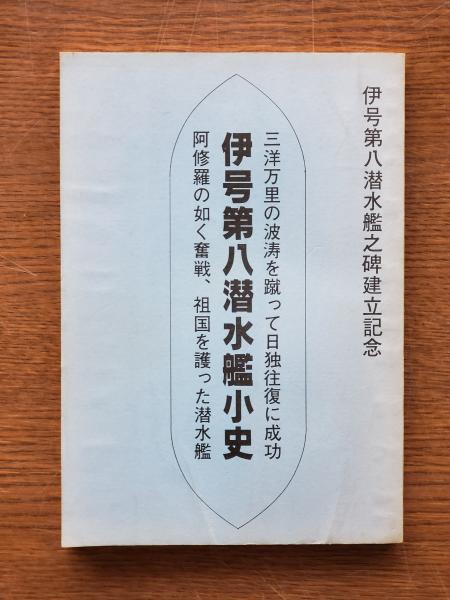 伊号第八潜水艦之碑建立記念
三洋万里の波涛を蹴って日独往復に成功
伊号第八潜水艦小史
阿修羅の如く奮戦、祖国を護った潜水艦